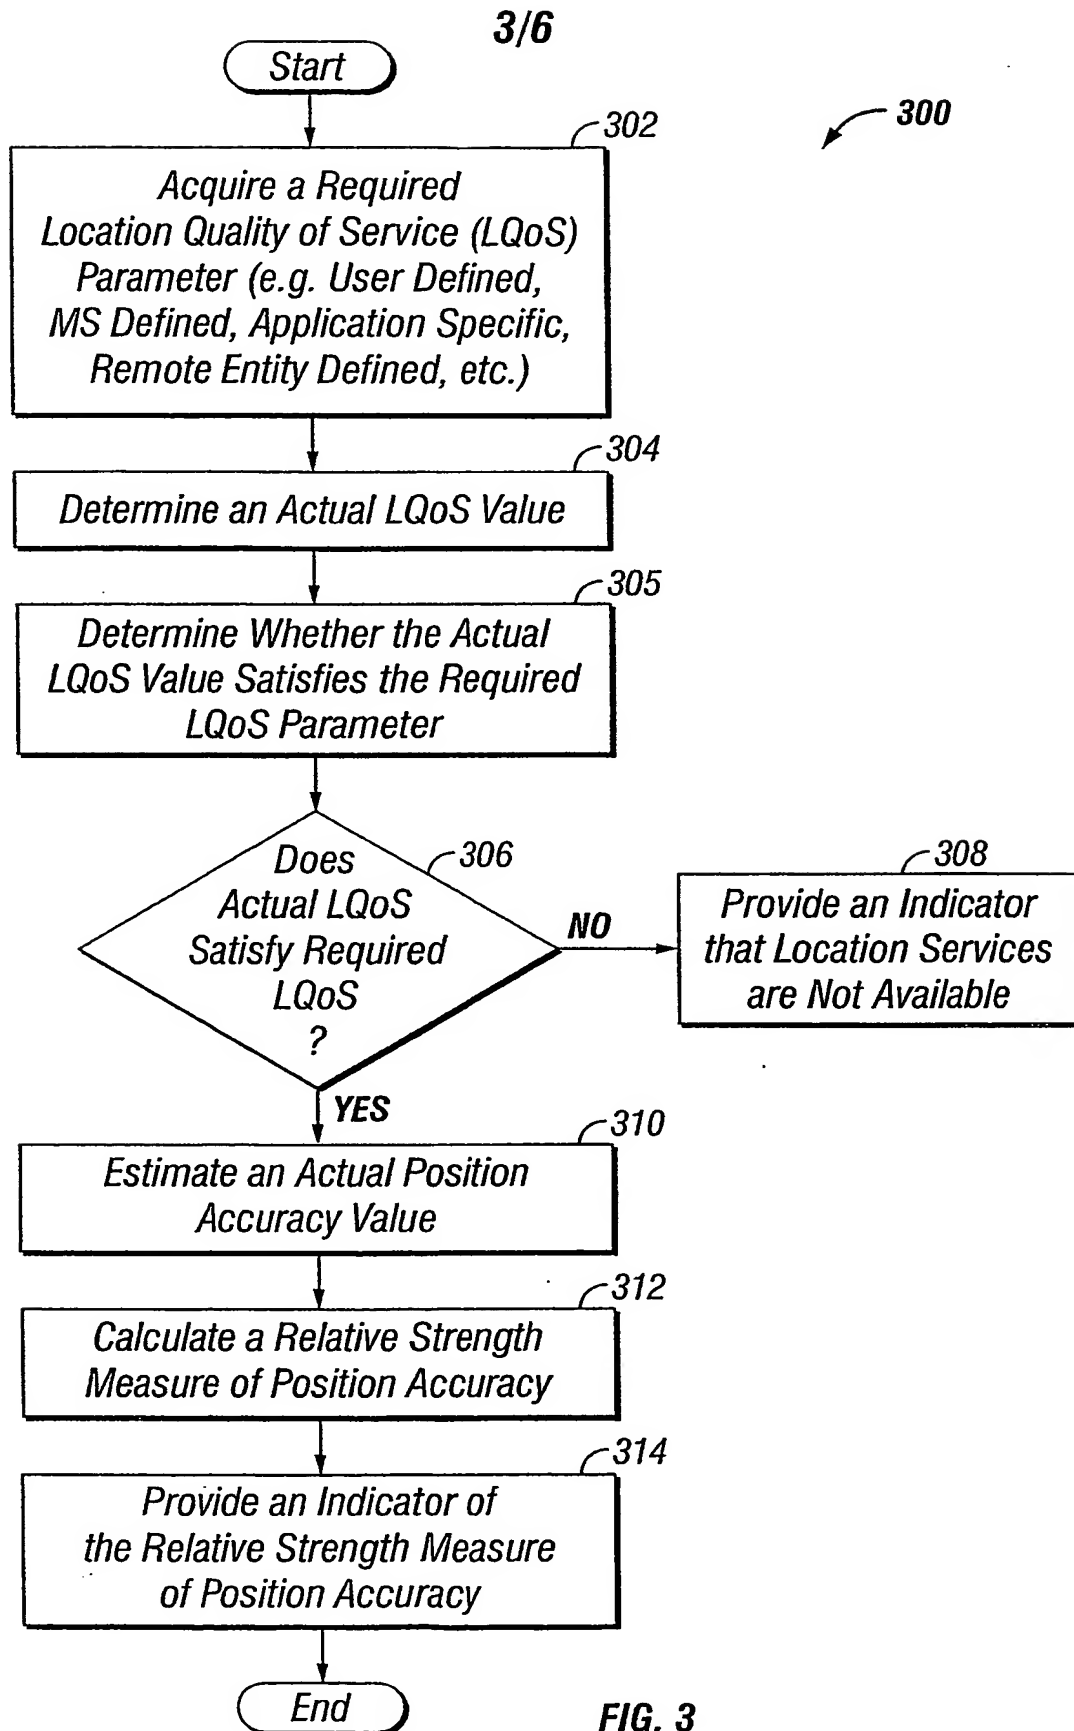 3/6
Start
300
302
Acquire a Required
Location Quality of Service (LQoS)
Parameter (e.g. User Defined,
MS Defined, Application Specific,
Remote Entity Defined, etc.)
304
Determine an Actual LQoS Value
305
Determine Whether the Actual
LQoS Value Satisfies the Required
LQoS Parameter
306
Does
Actual LQoS
Satisfy Required
LQoS
?
NO
308
Provide an Indicator
that Location Services
are Not Available
YES
310
Estimate an Actual Position
Accuracy Value
312
Calculate a Relative Strength
Measure of Position Accuracy
314
Provide an Indicator of
the Relative Strength Measure
of Position Accuracy
End
FIG. 3